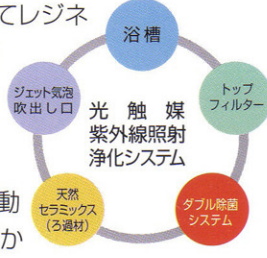 てレジネ
浴槽
ジェット気泡
吹出し口
トップ
フィルター
光触媒
紫外線照射
浄化システム
動
か
天然
セラミックス
(ろ過材)
ダブル除菌
システム